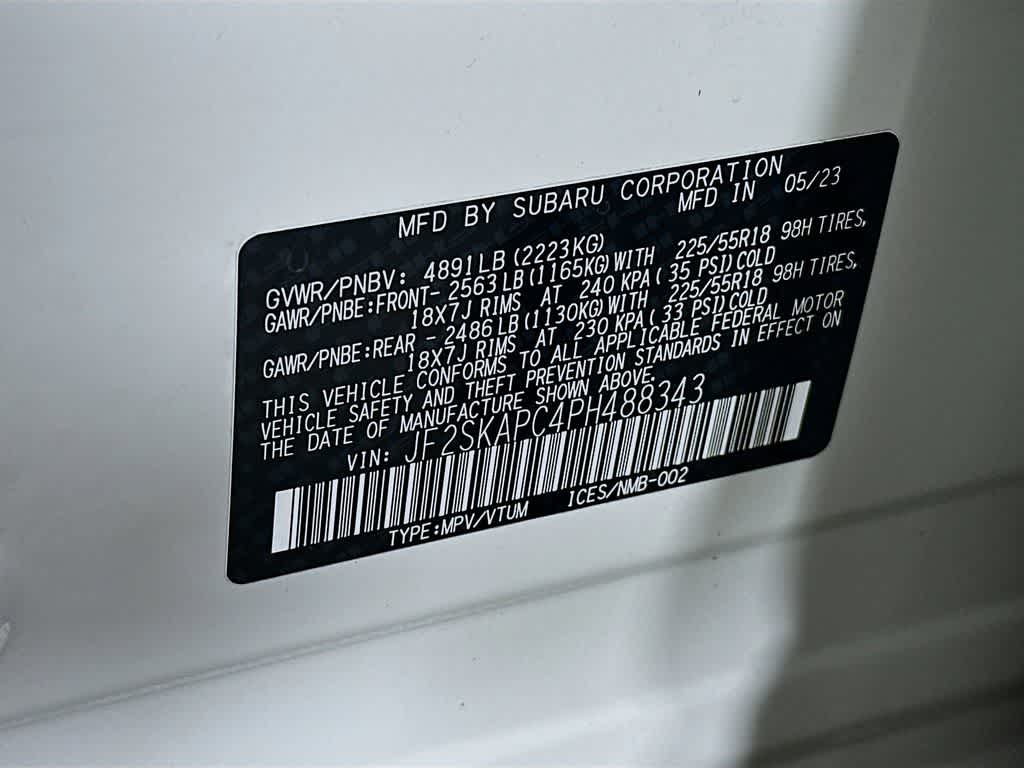 MFD BY SUBARU CORPORATION
MFD IN 05/23
GVWR/PNBV: 4891LB (2223KG)
GAWR/PNBE:FRONT- 2563LB (1165KG) WITH 225/55R18 98H TIRES,
18X7J RIMS AT 240 KPA( 35 PSI) COLD
GAWR/PNBE:REAR - 2486LB (1130KG) WITH 225/55R18 98H TIRES,
18X7J RIMS AT 230 KPA( 33 PSI) COLD
THIS VEHICLE CONFORMS TO ALL APPLICABLE FEDERAL MOTOR
VEHICLE SAFETY AND THEFT PREVENTION STANDARDS IN EFFECT ON
THE DATE OF MANUFACTURE SHOWN ABOVE.
VIN: JF2SKAPC4PH488343
TYPE:MPV/VTUM ICES/NMB-002